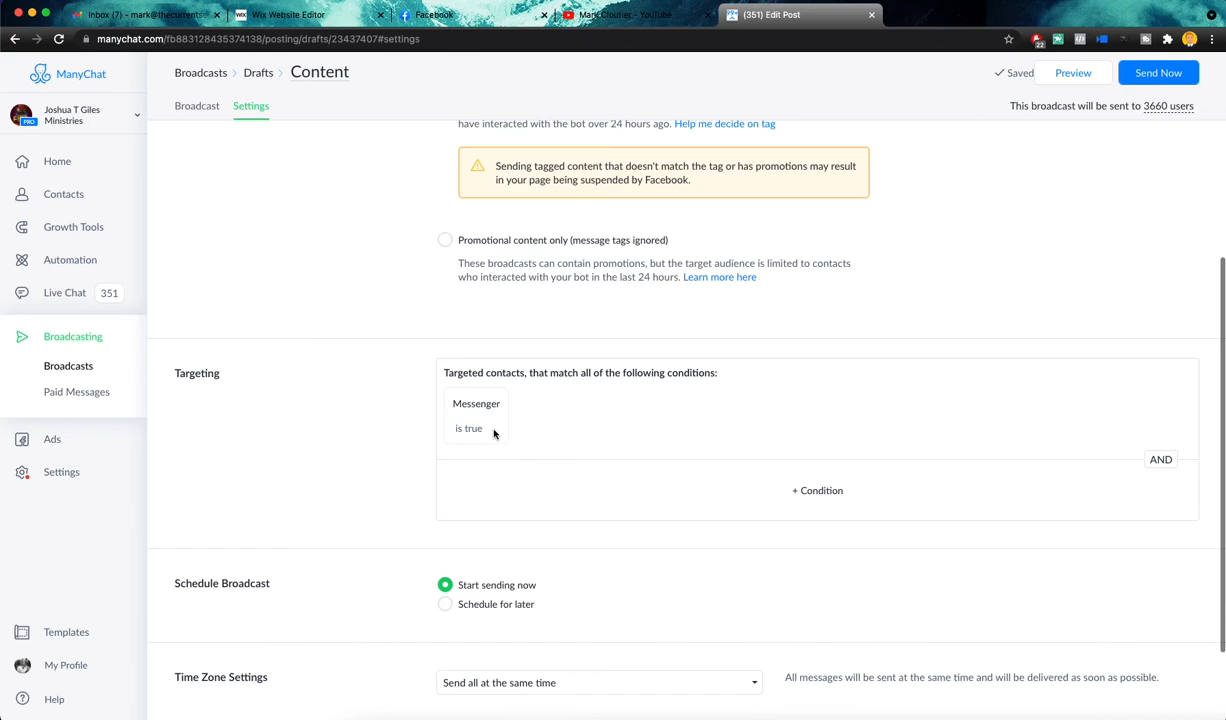 Inbox (7) - mark@thecurrents
Wix Website Editor
Facebook
Mark Cloutier - YouTube
(351) Edit Post
manychat.com/fb883128435374138/posting/drafts/23437407#settings
22
ManyChat
Broadcasts
Drafts
Content
Saved
Preview
Send Now
Joshua T Giles
Ministries
PRO
Broadcast
Settings
This broadcast will be sent to 3660 users
have interacted with the bot over 24 hours ago. Help me decide on tag
Home
Sending tagged content that doesn't match the tag or has promotions may result
in your page being suspended by Facebook.
Contacts
Growth Tools
Promotional content only (message tags ignored)
Automation
These broadcasts can contain promotions, but the target audience is limited to contacts
who interacted with your bot in the last 24 hours. Learn more here
Live Chat 351
Broadcasting
Broadcasts
Paid Messages
Targeting
Targeted contacts, that match all of the following conditions:
Messenger
is true
AND
Ads
Settings
+ Condition
Schedule Broadcast
Start sending now
Schedule for later
Templates
My Profile
Time Zone Settings
Send all at the same time
All messages will be sent at the same time and will be delivered as soon as possible.
Help